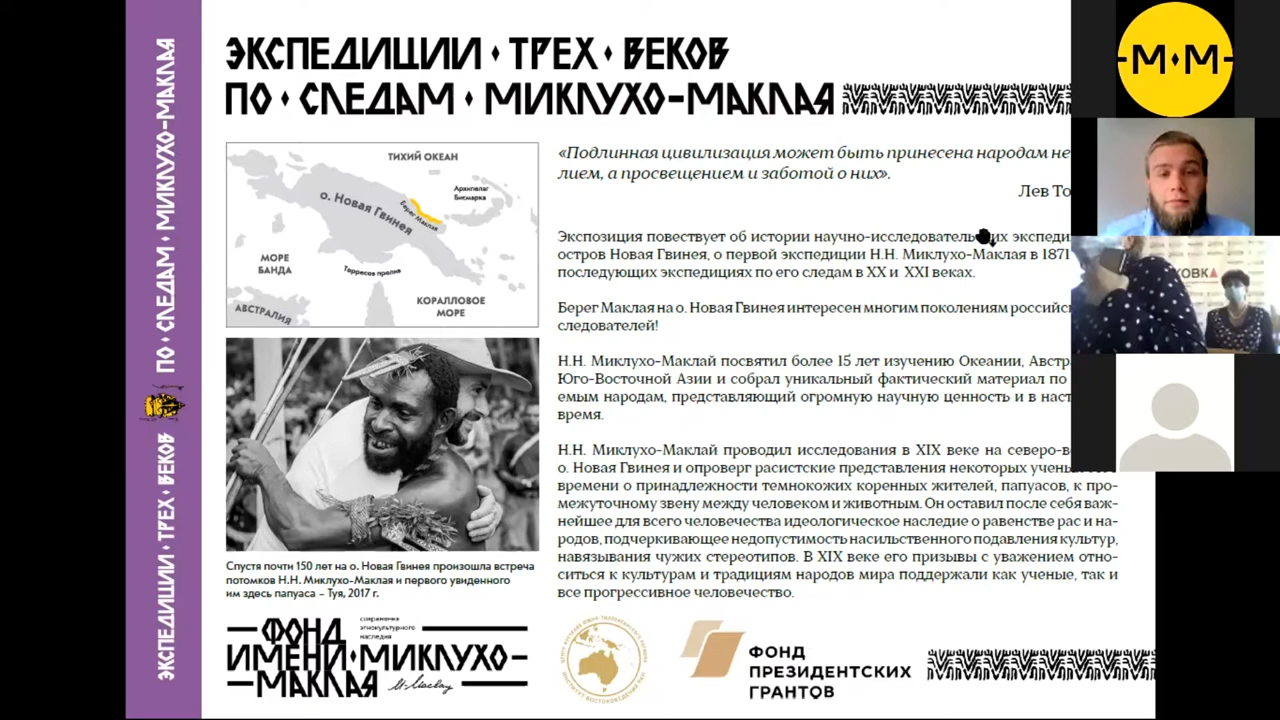 ЭКСПЕДИЦИИ · ТРЕХ · ВЕКОВ
ПО · СЛЕДАМ · МИКЛУХО-МАКЛАЯ
ЭКСПЕДИЦИИ · ТРЕХ · ВЕКОВ ПО · СЛЕДАМ · МИКЛУХО-МАКЛАЯ
ТИХИЙ ОКЕАН
Архипелаг
Бисмарка
о. Новая Гвинея
Берег Маклая
МОРЕ
БАНДА
Торресов пролив
КОРАЛЛОВОЕ
МОРЕ
АВСТРАЛИЯ
Спустя почти 150 лет на о. Новая Гвинея произошла встреча
потомков Н.Н. Миклухо-Маклая и первого увиденного
им здесь папуаса – Туя, 2017 г.
«Подлинная цивилизация может быть принесена народам не
лием, а просвещением и заботой о них».
Лев То
Экспозиция повествует об истории научно-исследовательских экспеди
остров Новая Гвинея, о первой экспедиции Н.Н. Миклухо-Маклая в 1871
последующих экспедициях по его следам в XX и XXI веках.
Берег Маклая на о. Новая Гвинея интересен многим поколениям российс
следователей!
Н.Н. Миклухо-Маклай посвятил более 15 лет изучению Океании, Австра
Юго-Восточной Азии и собрал уникальный фактический материал по
емым народам, представляющий огромную научную ценность и в наст
время.
Н.Н. Миклухо-Маклай проводил исследования в XIX веке на северо-во
о. Новая Гвинея и опроверг расистские представления некоторых ученых
времени о принадлежности темнокожих коренных жителей, папуасов, к про-
межуточному звену между человеком и животным. Он оставил после себя важ-
нейшее для всего человечества идеологическое наследие о равенстве рас и на-
родов, подчеркивающее недопустимость насильственного подавления культур,
навязывания чужих стереотипов. В XIX веке его призывы с уважением отно-
ситься к культурам и традициям народов мира поддержали как ученые, так и
все прогрессивное человечество.
ФОНД
сохранения
этнокультурного
наследия
ИМЕНИ · МИКЛУХО-
МАКЛАЯ
ФОНД
ПРЕЗИДЕНТСКИХ
ГРАНТОВ
-М·М-
ХОВКА